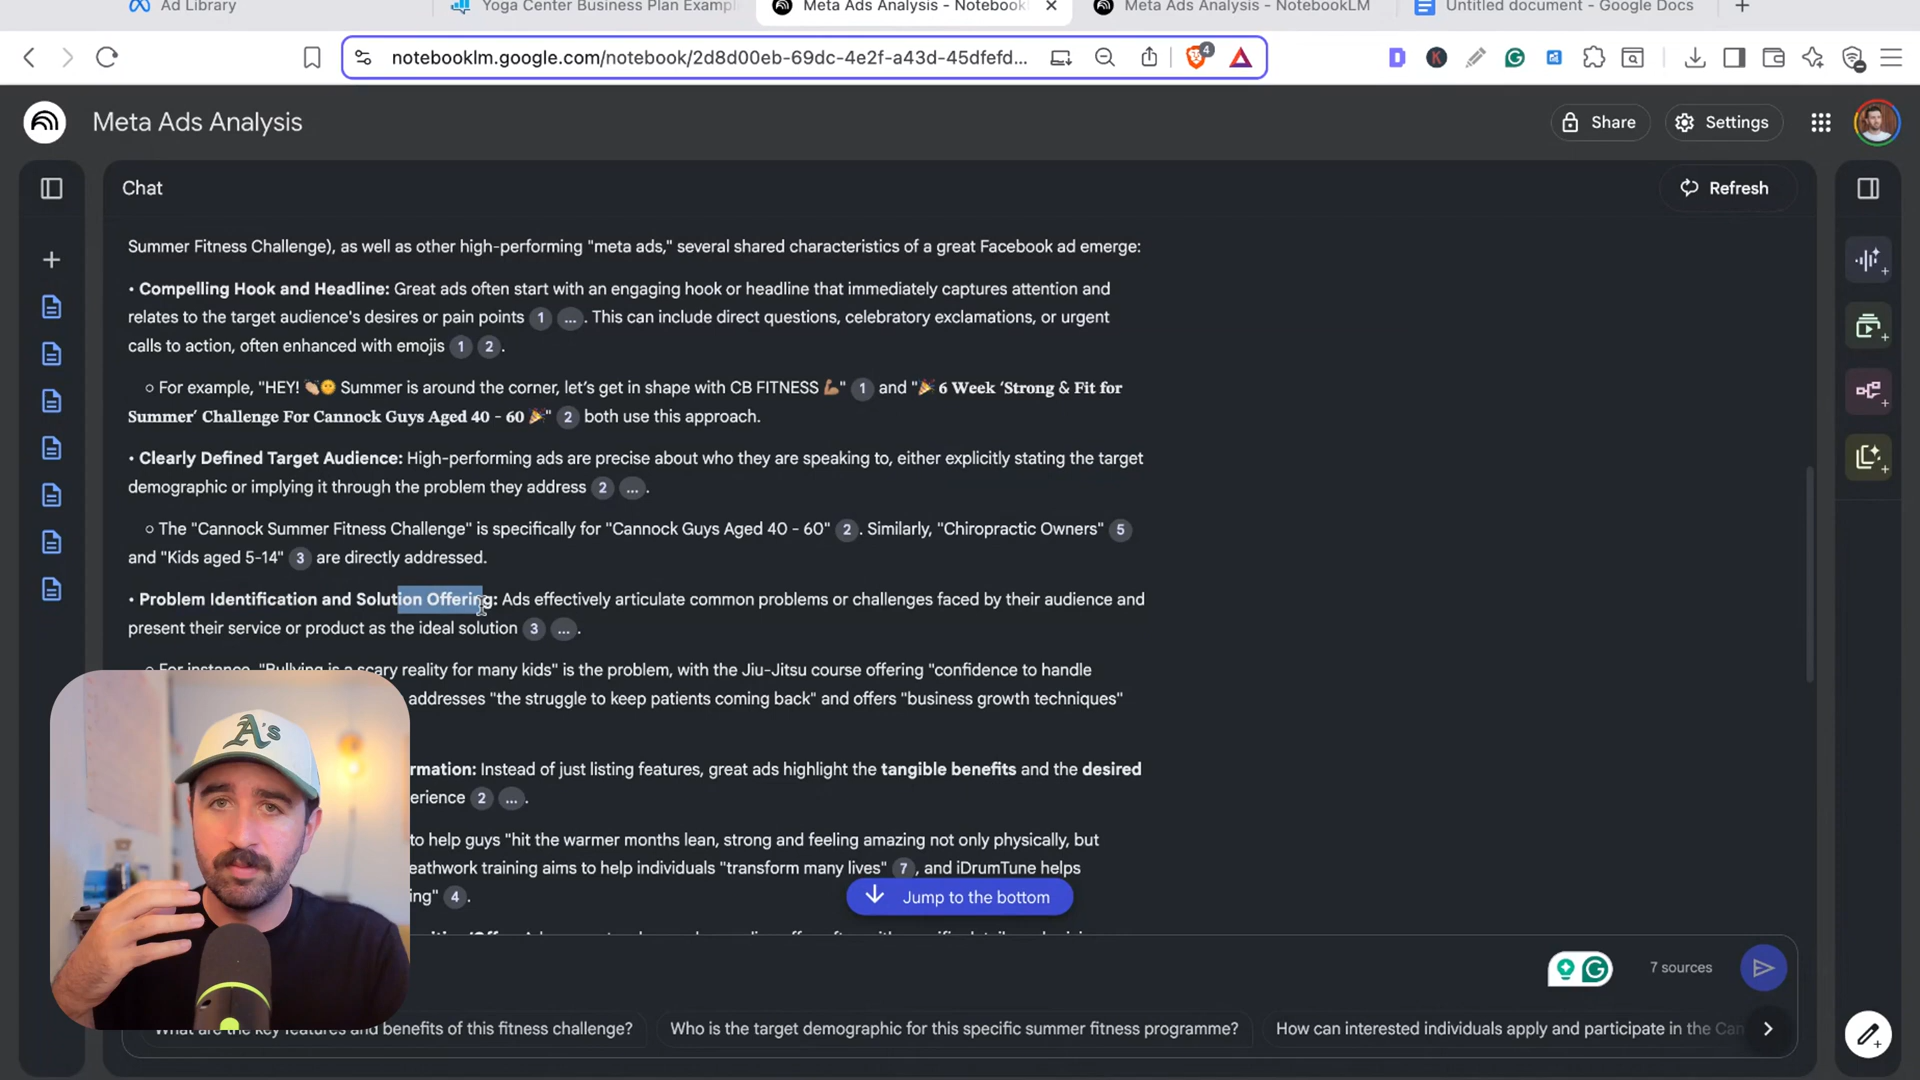 Ad Library
Yoga Center Business Plan Exampl
Meta Ads Analysis - Notebook
Meta Ads Analysis - NotebookLM
Untitled document - Google Docs
notebooklm.google.com/notebook/2d8d00eb-69dc-4e2f-a43d-45dfefd...
4
Meta Ads Analysis
Share
Settings
Chat
Refresh
Summer Fitness Challenge), as well as other high-performing "meta ads," several shared characteristics of a great Facebook ad emerge:
• Compelling Hook and Headline: Great ads often start with an engaging hook or headline that immediately captures attention and
relates to the target audience's desires or pain points 1 ... . This can include direct questions, celebratory exclamations, or urgent
calls to action, often enhanced with emojis 1 2 .
○ For example, "HEY! 👏🏼🌞 Summer is around the corner, let's get in shape with CB FITNESS 💪🏽" 1 and "🎉 6 Week 'Strong & Fit for
Summer' Challenge For Cannock Guys Aged 40 - 60 🎉" 2 both use this approach.
• Clearly Defined Target Audience: High-performing ads are precise about who they are speaking to, either explicitly stating the target
demographic or implying it through the problem they address 2 ... .
○ The "Cannock Summer Fitness Challenge" is specifically for "Cannock Guys Aged 40 - 60" 2 . Similarly, "Chiropractic Owners" 5
and "Kids aged 5-14" 3 are directly addressed.
• Problem Identification and Solution Offering: Ads effectively articulate common problems or challenges faced by their audience and
present their service or product as the ideal solution 3 ... .
○ For instance, "Bullying is a scary reality for many kids" is the problem, with the Jiu-Jitsu course offering "confidence to handle
addresses "the struggle to keep patients coming back" and offers "business growth techniques"
rmation: Instead of just listing features, great ads highlight the tangible benefits and the desired
erience 2 ... .
to help guys "hit the warmer months lean, strong and feeling amazing not only physically, but
eathwork training aims to help individuals "transform many lives" 7 , and iDrumTune helps
ing" 4 .
Jump to the bottom
A's
7 sources
What are the key features and benefits of this fitness challenge?
Who is the target demographic for this specific summer fitness programme?
How can interested individuals apply and participate in the Can